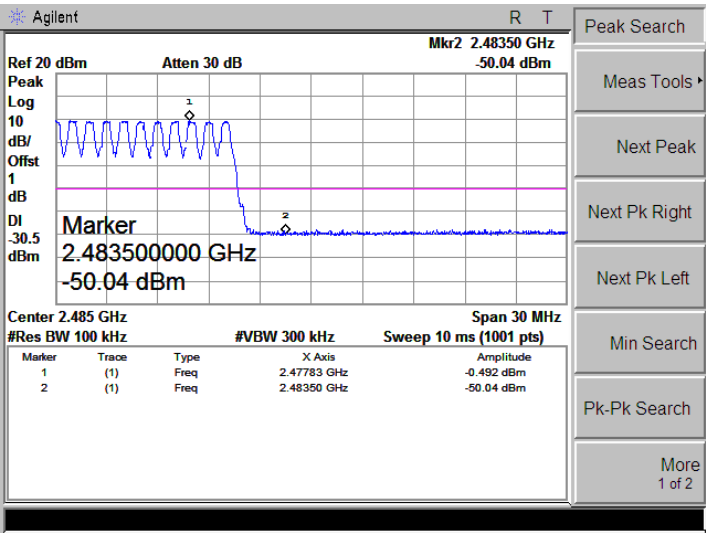 Agilent R T
Mkr2 2.48350 GHz
Ref 20 dBm Atten 30 dB -50.04 dBm
Peak
Log
10
dB/
Offst
1
dB
DI
-30.5
dBm
1
2
Marker
2.483500000 GHz
-50.04 dBm
Center 2.485 GHz Span 30 MHz
#Res BW 100 kHz #VBW 300 kHz Sweep 10 ms (1001 pts)
Marker Trace Type X Axis Amplitude
1 (1) Freq 2.47783 GHz -0.492 dBm
2 (1) Freq 2.48350 GHz -50.04 dBm
Peak Search
Meas Tools
Next Peak
Next Pk Right
Next Pk Left
Min Search
Pk-Pk Search
More
1 of 2